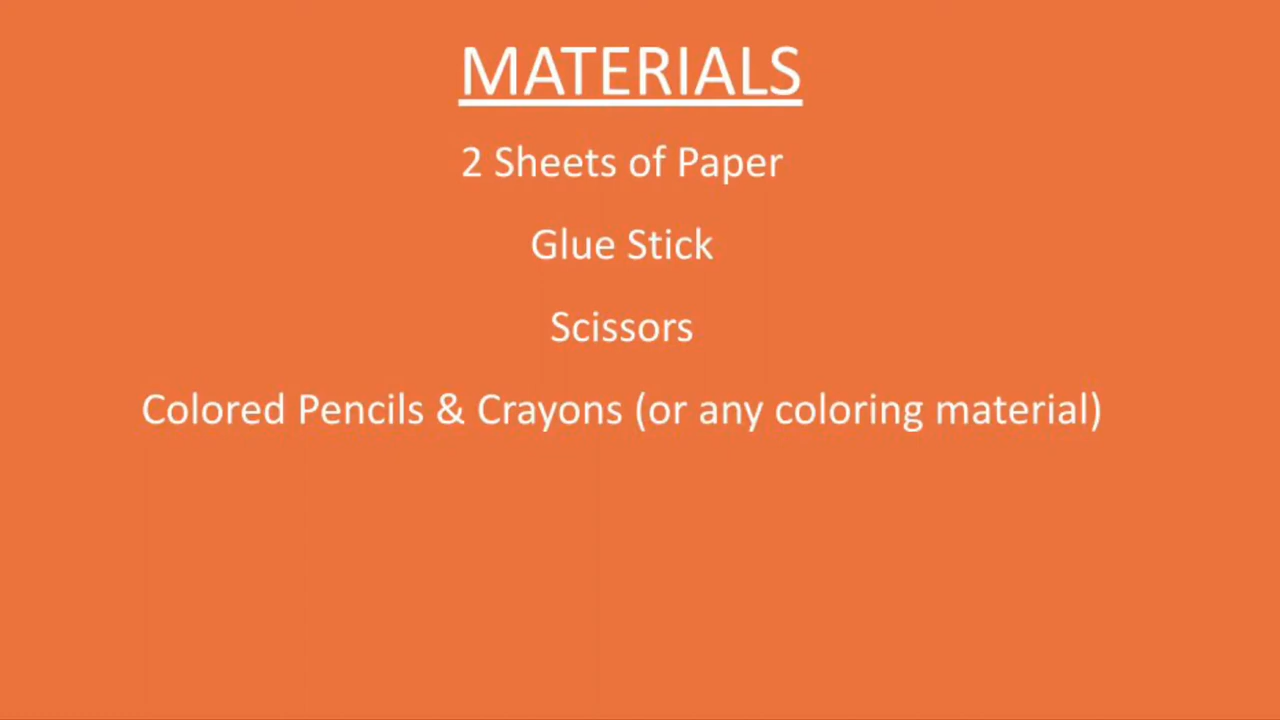 MATERIALS
2 Sheets of Paper
Glue Stick
Scissors
Colored Pencils & Crayons (or any coloring material)